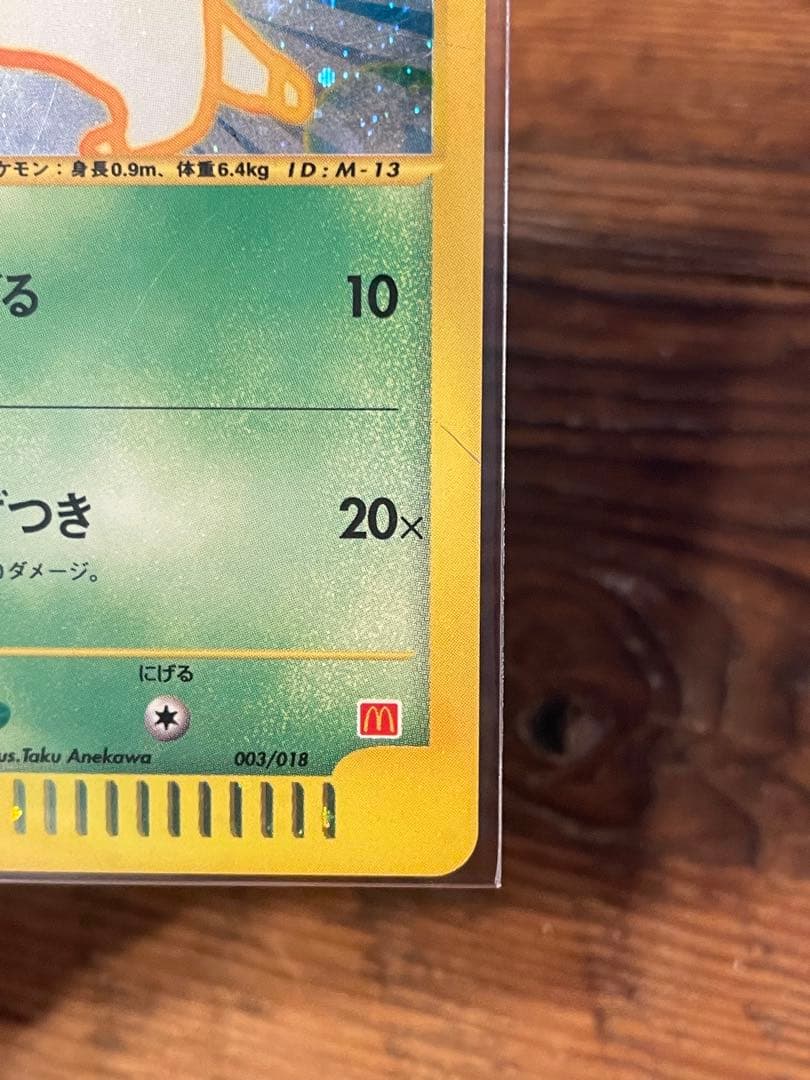 ケモン：身長0.9m、体重6.4kg ID:M-13
げる 10
つき 20×
ダメージ。
にげる
us.Taku Anekawa 003/018